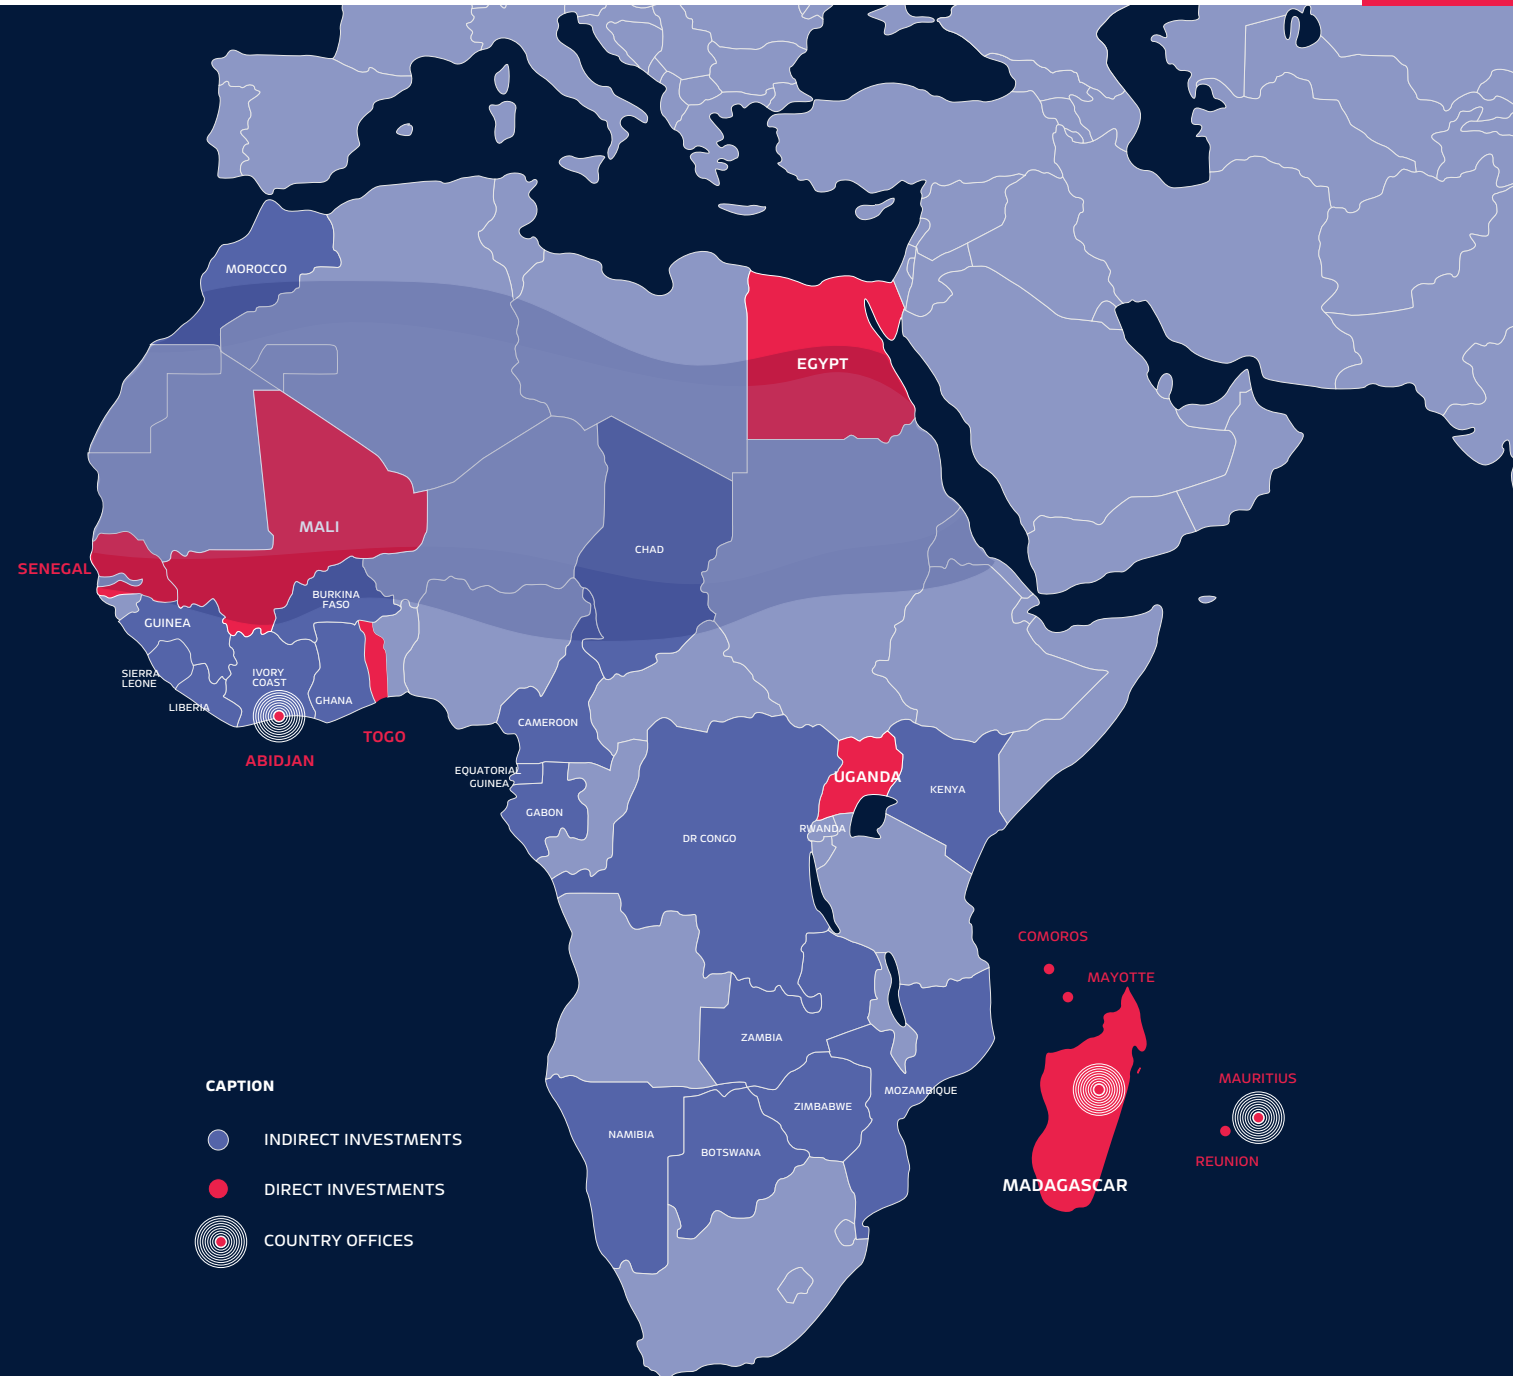 MOROCCO
EGYPT
MALI
CHAD
SENEGAL
BURKINA
FASO
GUINEA
SIERRA
LEONE
IVORY
COAST
LIBERIA
GHANA
TOGO
ABIDJAN
CAMEROON
EQUATORIAL
GUINEA
GABON
UGANDA
KENYA
RWANDA
DR CONGO
COMOROS
MAYOTTE
ZAMBIA
MOZAMBIQUE
ZIMBABWE
NAMIBIA
BOTSWANA
MAURITIUS
REUNION
MADAGASCAR
CAPTION
INDIRECT INVESTMENTS
DIRECT INVESTMENTS
COUNTRY OFFICES